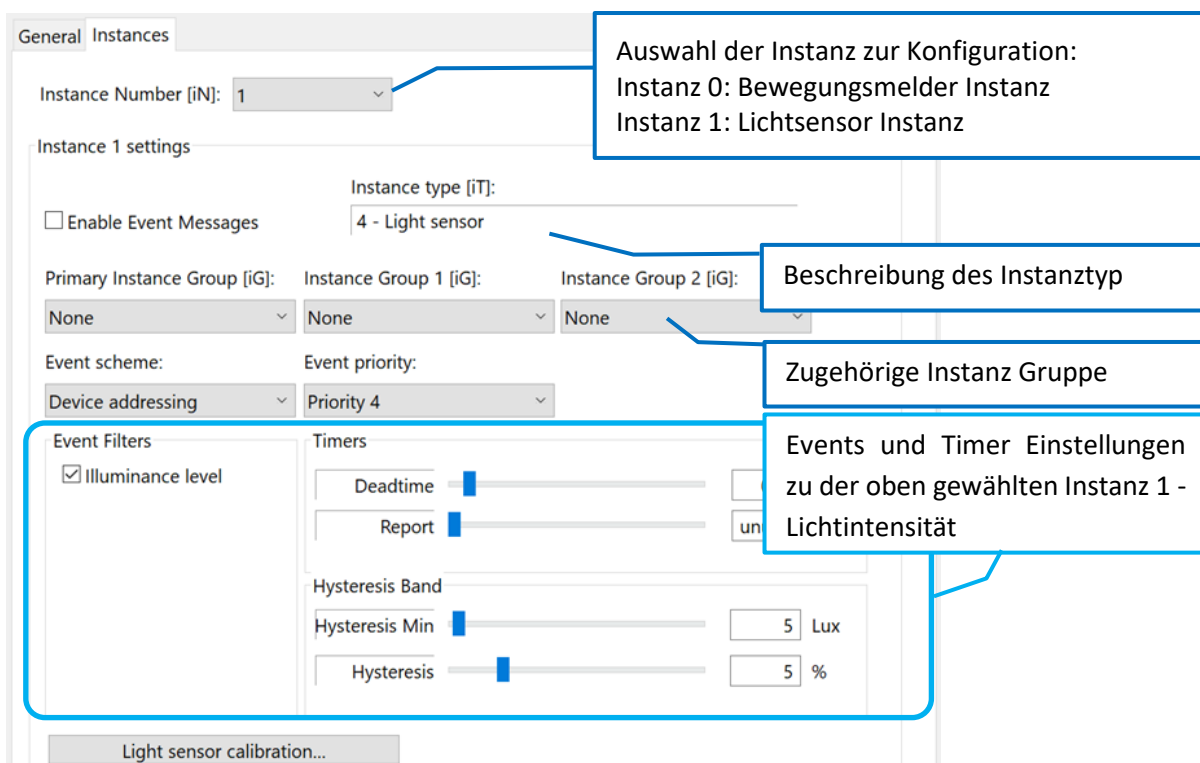 General Instances
Auswahl der Instanz zur Konfiguration:
Instanz 0: Bewegungsmelder Instanz
Instanz 1: Lichtsensor Instanz
Instance Number [iN]: 1
Instance 1 settings
Instance type [iT]:
Enable Event Messages
4 - Light sensor
Beschreibung des Instanztyp
Primary Instance Group [iG]: Instance Group 1 [iG]: Instance Group 2 [iG]:
None None None
Zugehörige Instanz Gruppe
Event scheme: Event priority:
Device addressing Priority 4
Events und Timer Einstellungen
zu der oben gewählten Instanz 1 -
Lichtintensität
Event Filters
Illuminance level
Timers
Deadtime
Report
Hysteresis Band
Hysteresis Min 5 Lux
Hysteresis 5 %
Light sensor calibration...